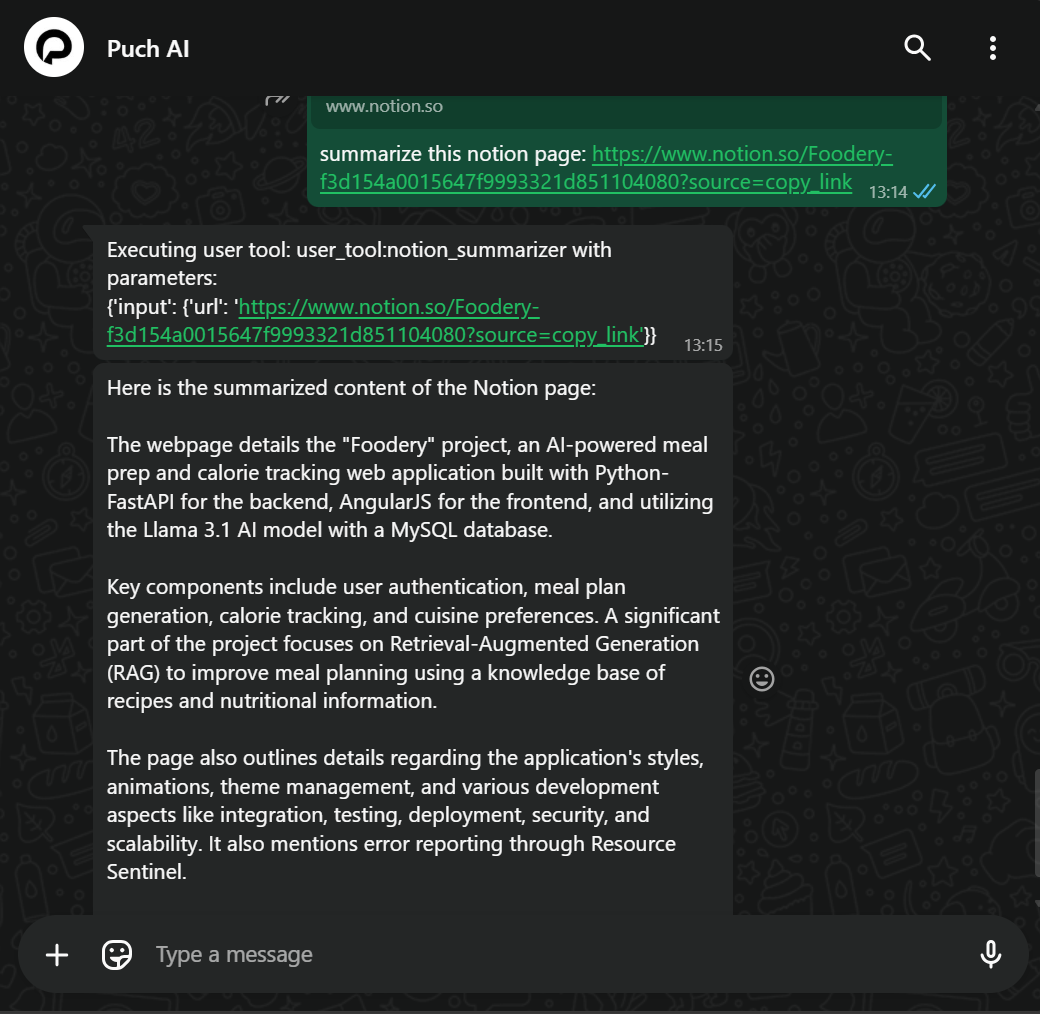 Puch AI
www.notion.so
summarize this notion page: https://www.notion.so/Foodery-
f3d154a0015647f9993321d851104080?source=copy_link
13:14
Executing user tool: user_tool:notion_summarizer with
parameters:
{'input': {'url': 'https://www.notion.so/Foodery-
f3d154a0015647f9993321d851104080?source=copy_link'}}
13:15
Here is the summarized content of the Notion page:
The webpage details the "Foodery" project, an AI-powered meal
prep and calorie tracking web application built with Python-
FastAPI for the backend, AngularJS for the frontend, and utilizing
the Llama 3.1 AI model with a MySQL database.
Key components include user authentication, meal plan
generation, calorie tracking, and cuisine preferences. A significant
part of the project focuses on Retrieval-Augmented Generation
(RAG) to improve meal planning using a knowledge base of
recipes and nutritional information.
The page also outlines details regarding the application's styles,
animations, theme management, and various development
aspects like integration, testing, deployment, security, and
scalability. It also mentions error reporting through Resource
Sentinel.
Type a message